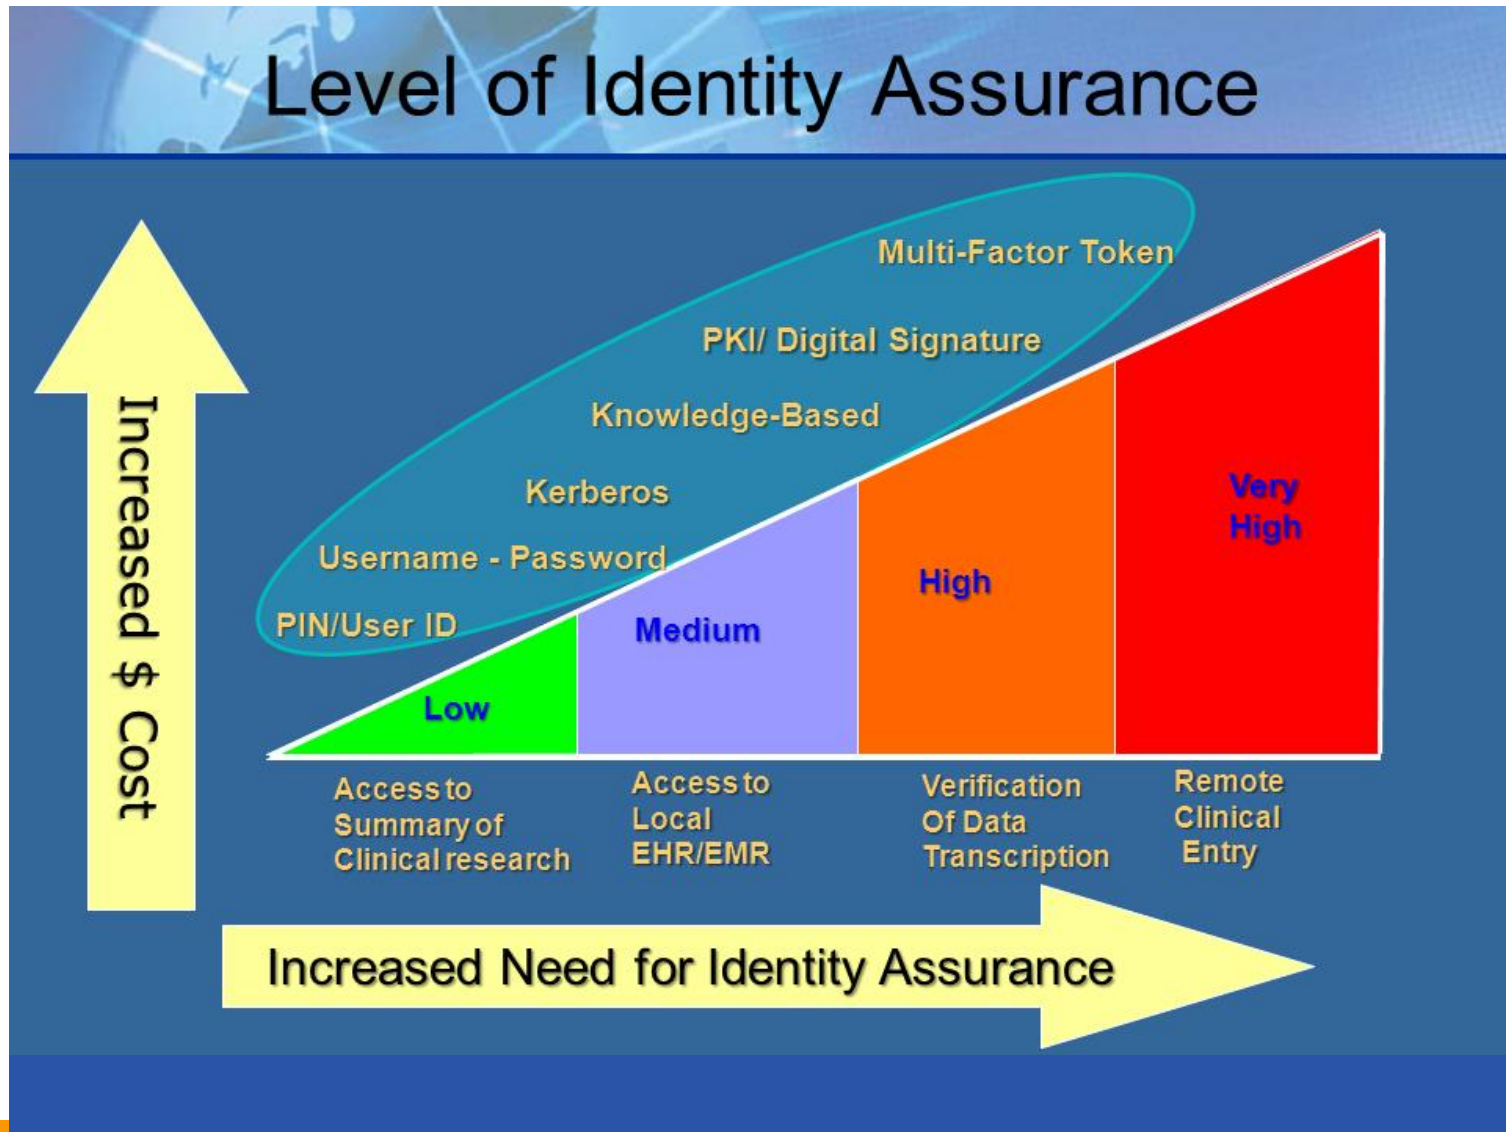 Level of Identity Assurance
Multi-Factor Token
PKI/ Digital Signature
Knowledge-Based
Kerberos
Username - Password
PIN/User ID
Increased $ Cost
Low
Medium
High
Very
High
Access to
Summary of
Clinical research
Access to
Local
EHR/EMR
Verification
Of Data
Transcription
Remote
Clinical
Entry
Increased Need for Identity Assurance